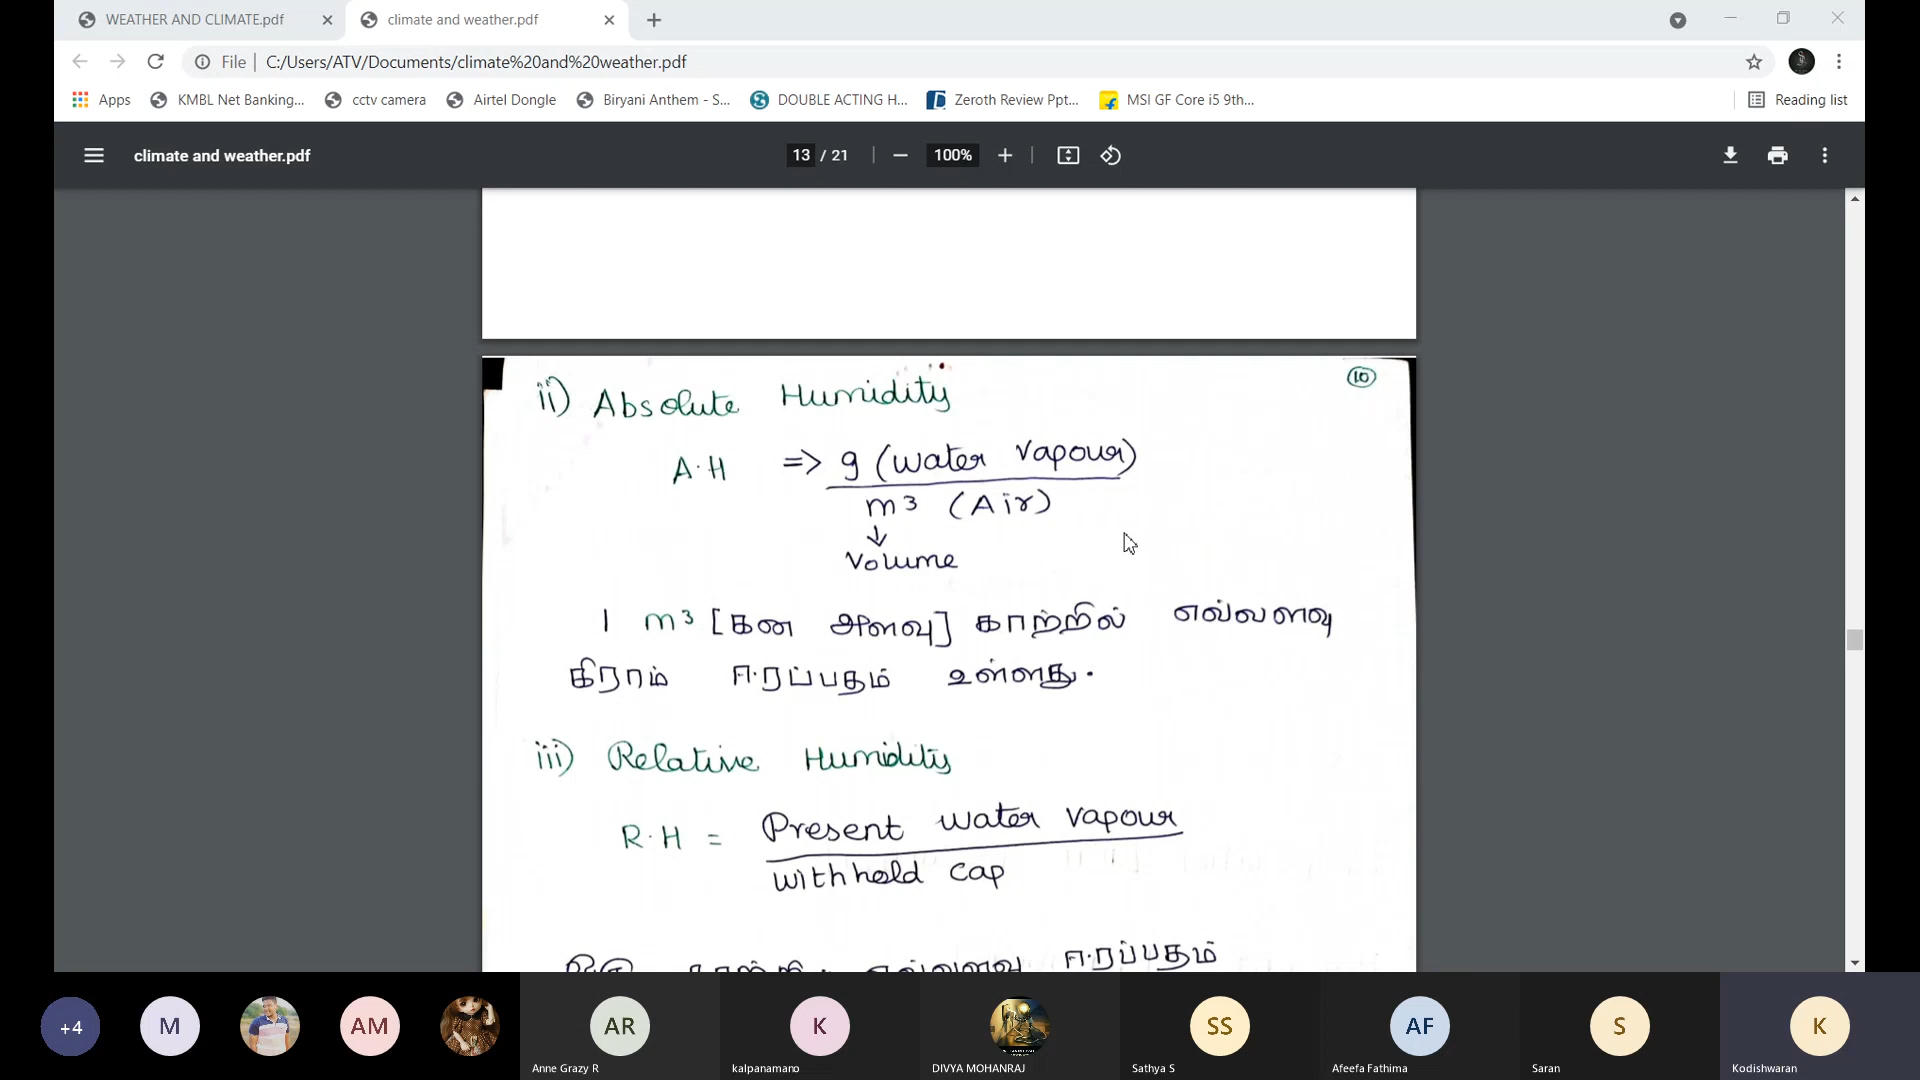 WEATHER AND CLIMATE.pdf
climate and weather.pdf
File
C:/Users/ATV/Documents/climate%20and%20weather.pdf
Apps
KMBL Net Banking...
cctv camera
Airtel Dongle
Biryani Anthem - S...
DOUBLE ACTING H...
Zeroth Review Ppt...
MSI GF Core i5 9th...
Reading list
climate and weather.pdf
13 / 21
100%
10
ii) Absolute Humidity
A.H => g (water vapour)
m3 (Air)
↓
Volume
1 m3 [கன அளவு] காற்றில் எவ்வளவு
கிராம் ஈரப்பதம் உள்ளது.
iii) Relative Humidity
R.H = Present water vapour
withhold cap
எவ்வளவு ஈரப்பதம்
+4
M
AM
AR
K
SS
AF
S
K
Anne Grazy R
kalpanamano
DIVYA MOHANRAJ
Sathya S
Afeefa Fathima
Saran
Kodishwaran